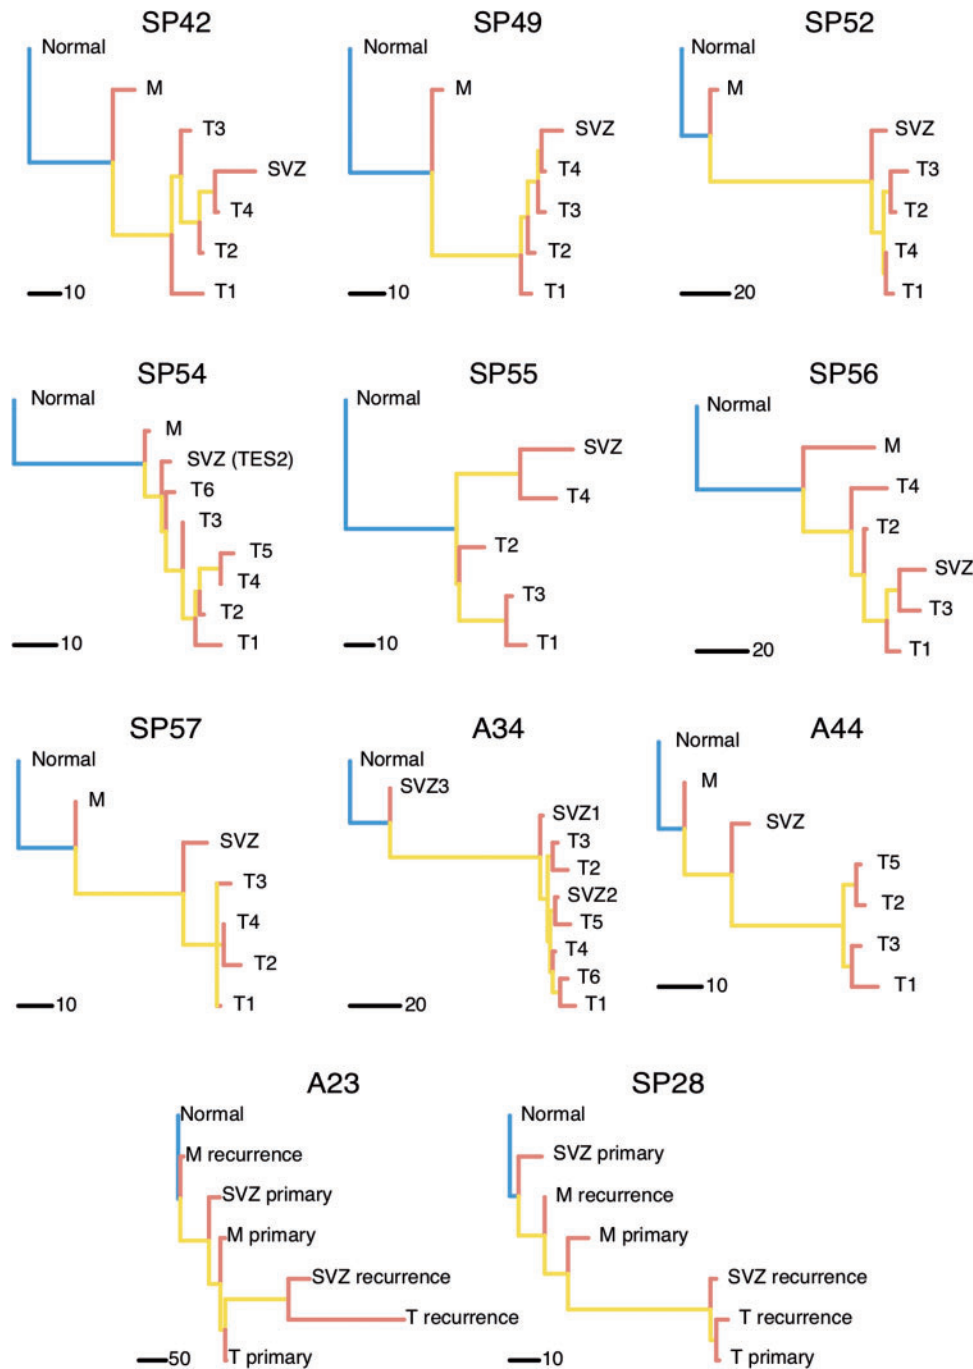 SP42
Normal
M
T3
SVZ
T4
T2
T1
10
SP49
Normal
M
SVZ
T4
T3
T2
T1
10
SP52
Normal
M
SVZ
T3
T2
T4
T1
20
SP54
Normal
M
SVZ (TES2)
T6
T3
T5
T4
T2
T1
10
SP55
Normal
SVZ
T4
T2
T3
T1
10
SP56
Normal
M
T4
T2
SVZ
T3
T1
20
SP57
Normal
M
SVZ
T3
T4
T2
T1
10
A34
Normal
SVZ3
SVZ1
T3
T2
SVZ2
T5
T4
T6
T1
20
A44
Normal
M
SVZ
T5
T2
T3
T1
10
A23
Normal
M recurrence
SVZ primary
M primary
SVZ recurrence
T recurrence
T primary
50
SP28
Normal
SVZ primary
M recurrence
M primary
SVZ recurrence
T recurrence
T primary
10